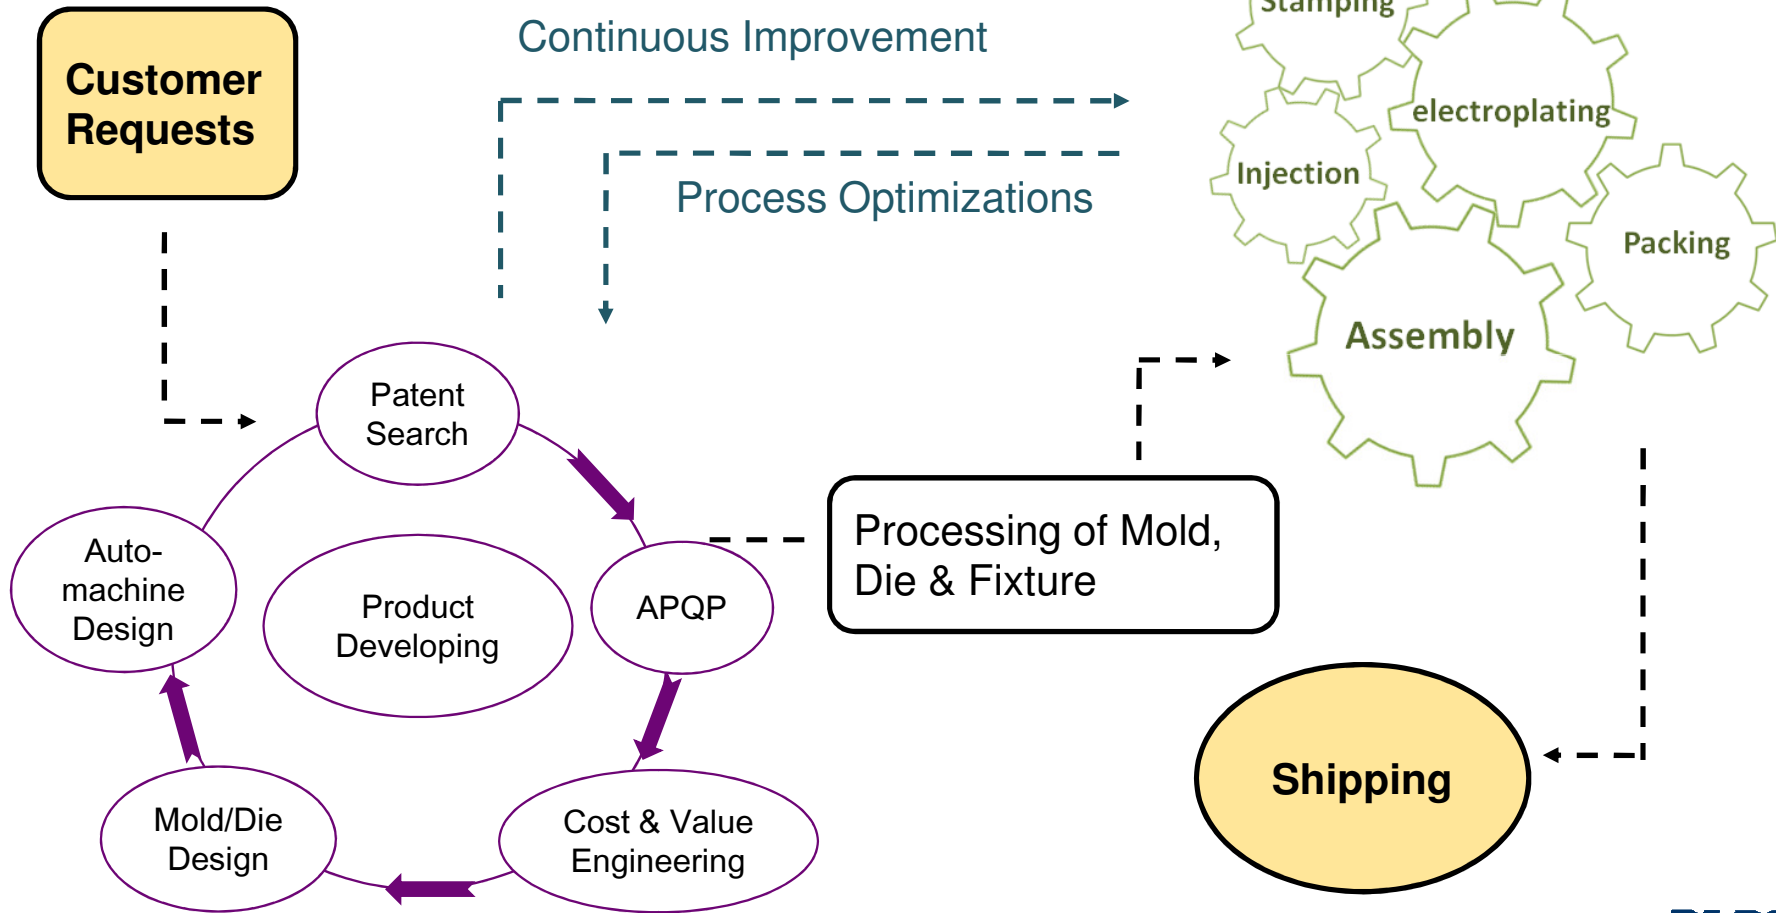 Customer
Requests
Continuous Improvement
Process Optimizations
Stamping
electroplating
Injection
Packing
Assembly
Patent
Search
Auto-
machine
Design
Product
Developing
APQP
Processing of Mold,
Die & Fixture
Mold/Die
Design
Cost & Value
Engineering
Shipping